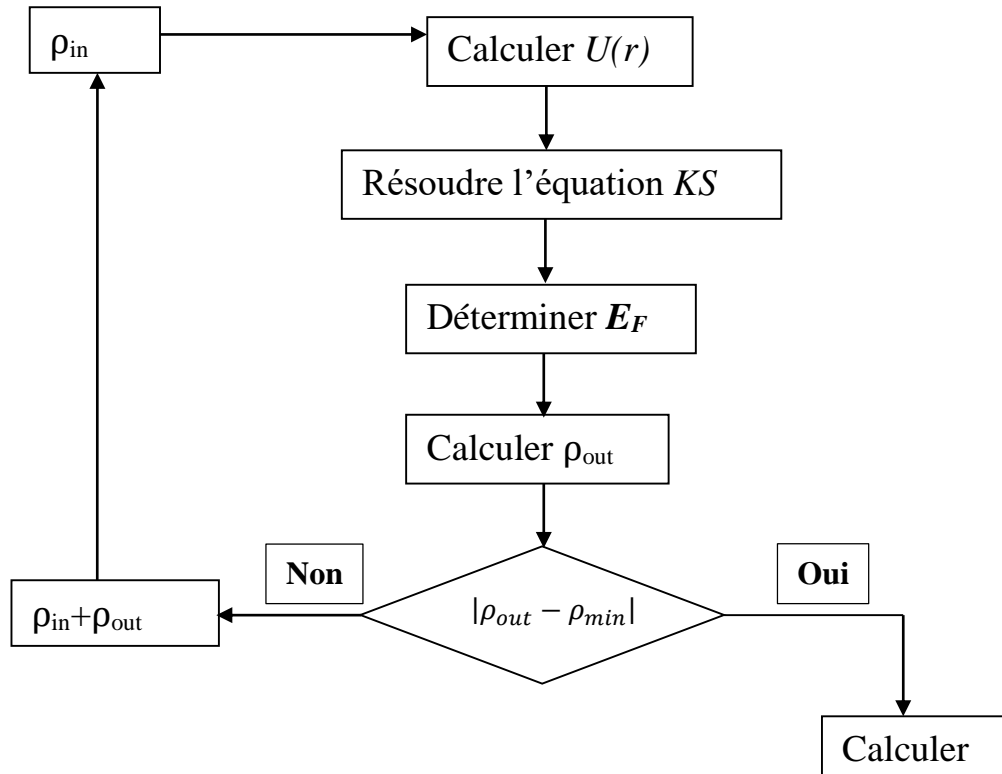 ρin
Calculer U(r)
Résoudre l’équation KS
Déterminer EF
Calculer ρout
Non
Oui
ρin+ρout
|ρout − ρmin|
Calculer